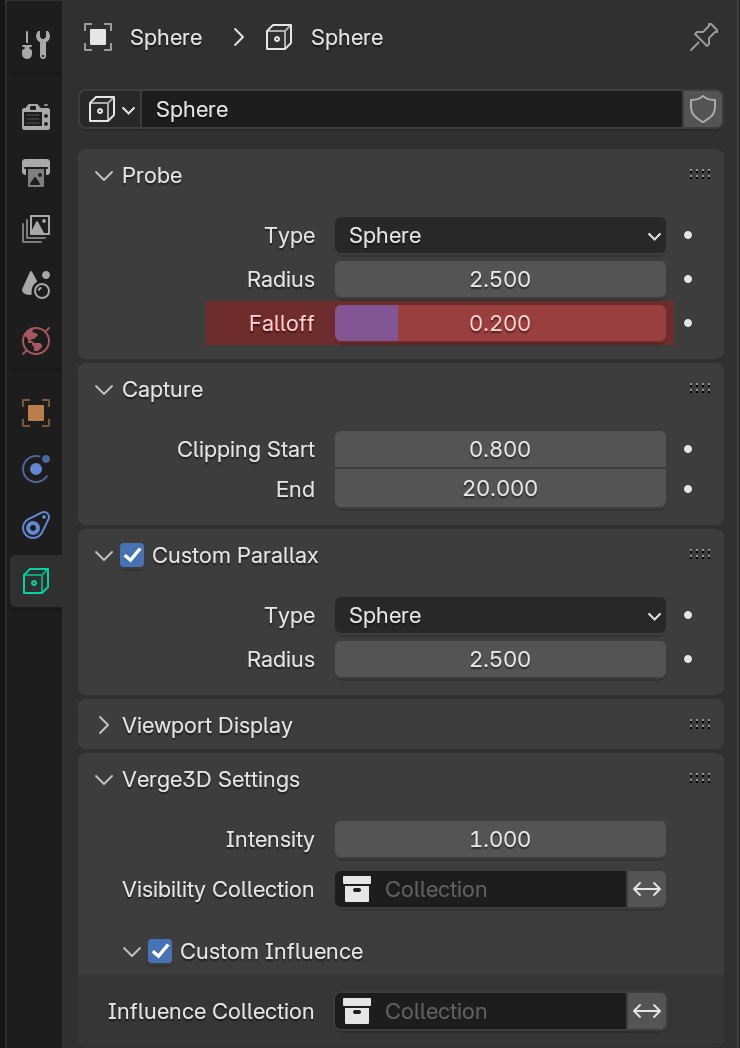 Sphere > Sphere
Sphere
Probe
Type Sphere
Radius 2.500
Falloff 0.200
Capture
Clipping Start 0.800
End 20.000
Custom Parallax
Type Sphere
Radius 2.500
Viewport Display
Verge3D Settings
Intensity 1.000
Visibility Collection Collection
Custom Influence
Influence Collection Collection